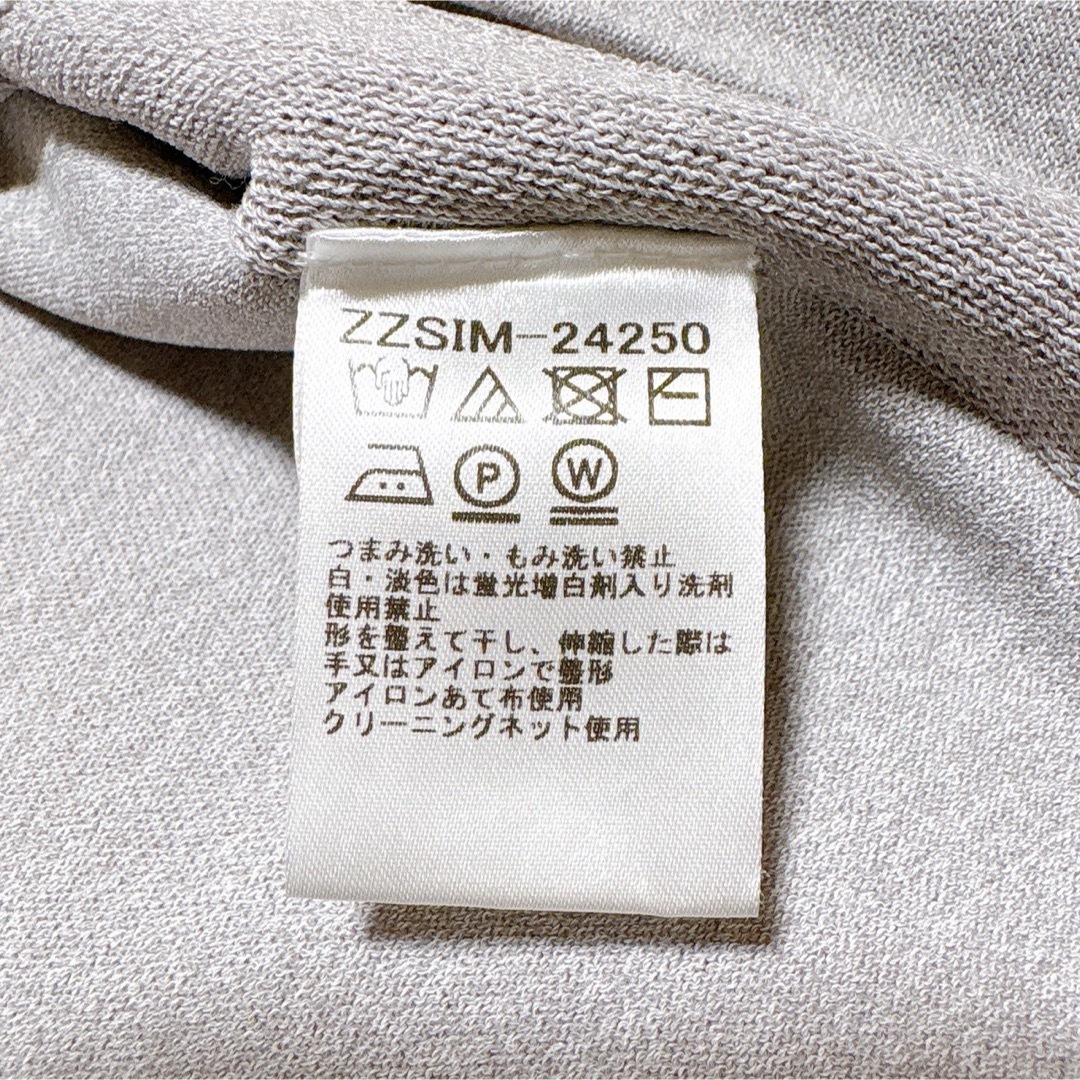 ZZSIM-24250
P W
つまみ洗い・もみ洗い禁止
白・淡色は蛍光増白剤入り洗剤
使用禁止
形を整えて干し、伸縮した際は
手又はアイロンで整形
アイロンあて布使用
クリーニングネット使用